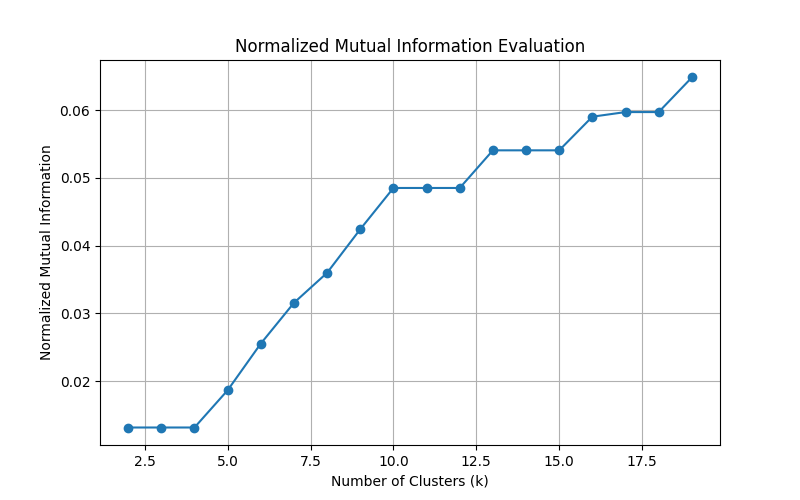 Normalized Mutual Information Evaluation
Normalized Mutual Information
0.06
0.05
0.04
0.03
0.02
2.5 5.0 7.5 10.0 12.5 15.0 17.5
Number of Clusters (k)